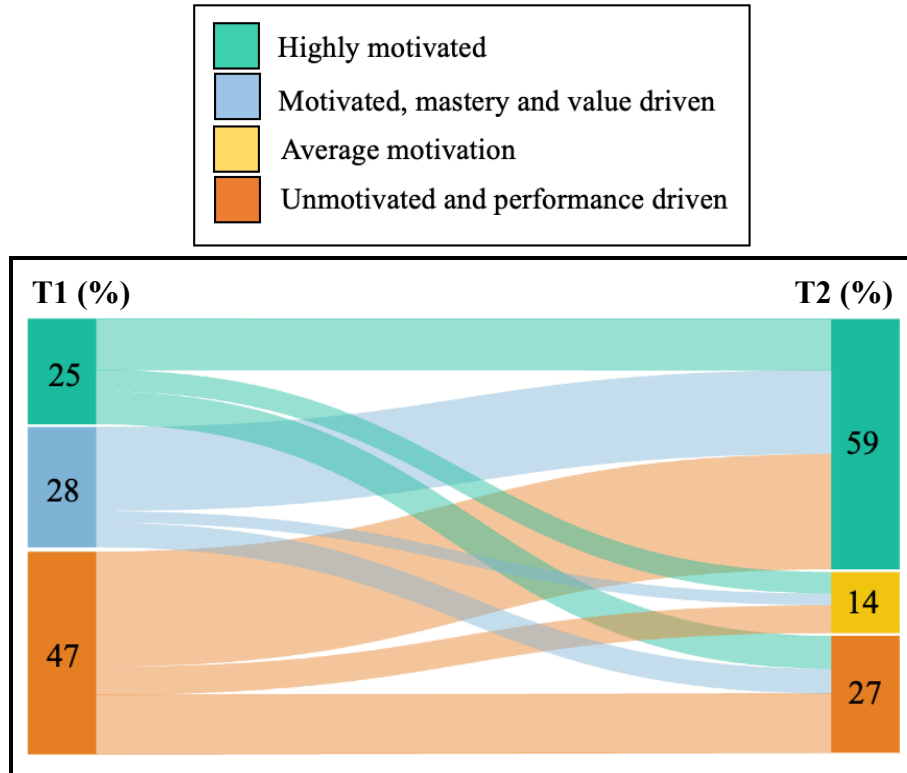 Highly motivated
Motivated, mastery and value driven
Average motivation
Unmotivated and performance driven
T1 (%) T2 (%)
25
59
28
14
47
27